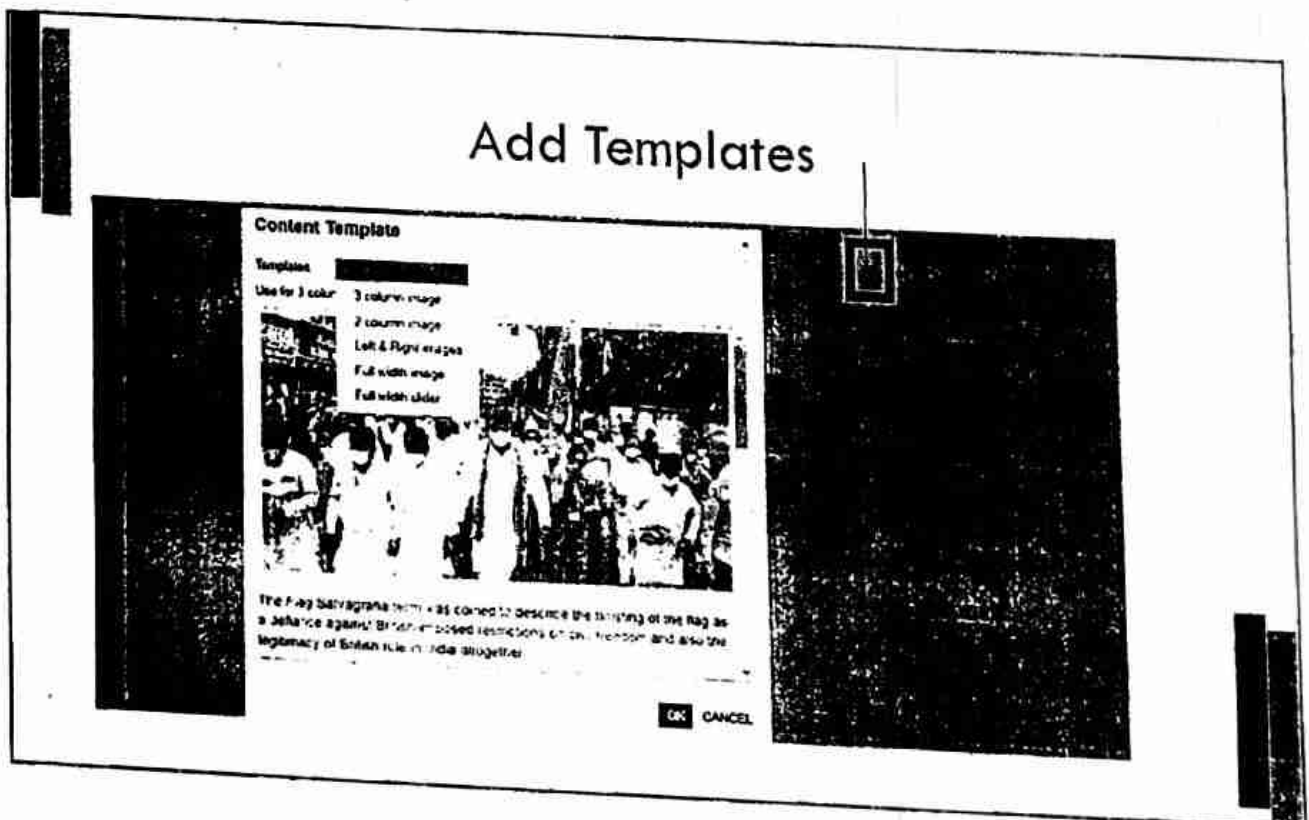 Add Templates
Content Template
Templates
Use for 3 colum
3 column image
2 column image
Left & Right images
Full width image
Full width slider
The Flag Satyagraha term was coined to describe the hoisting of the flag as
a defiance against British-imposed restrictions on civil freedom and also the
legitimacy of British rule in India altogether
OK CANCEL